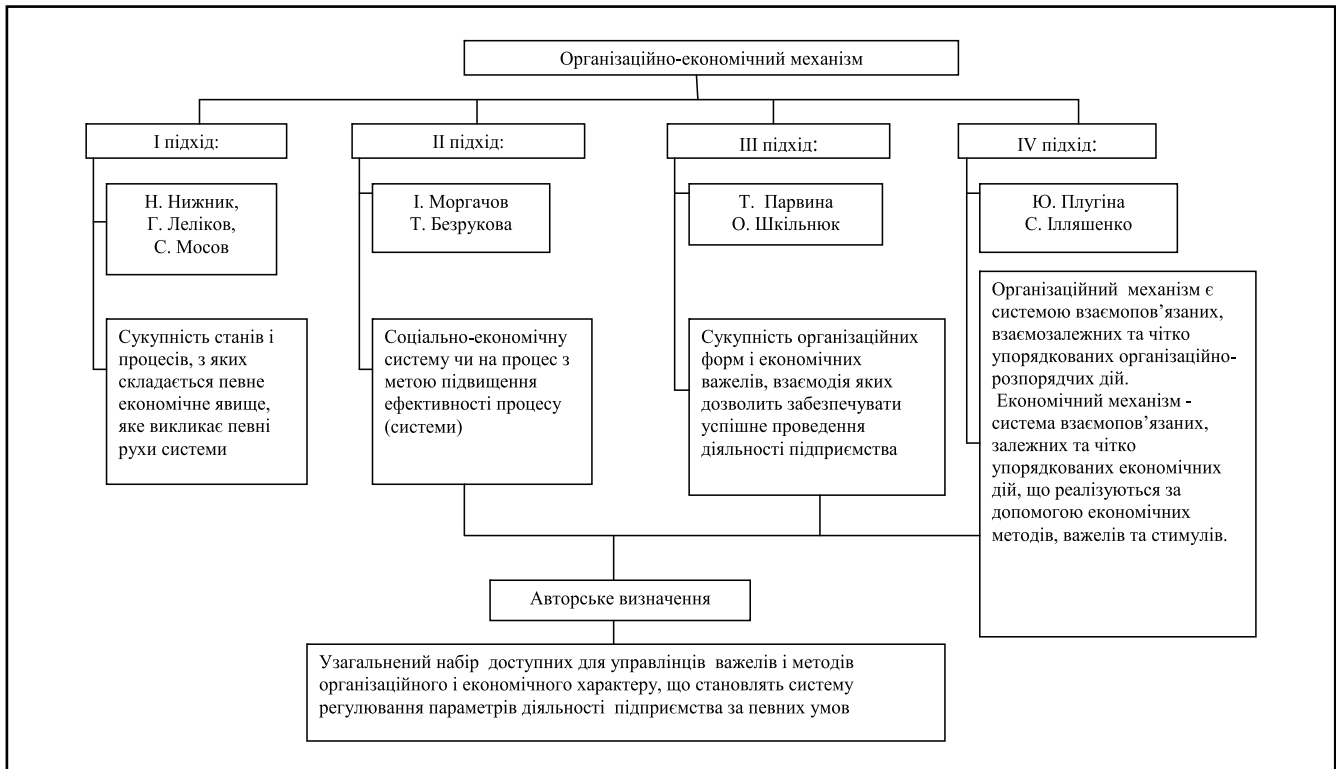 Організаційно-економічний механізм
І підхід:
Н. Нижник,
Г. Леліков,
С. Мосов
Сукупність станів і
процесів, з яких
складається певне
економічне явище,
яке викликає певні
рухи системи
ІІ підхід:
І. Моргачов
Т. Безрукова
Соціально-економічну
систему чи на процес з
метою підвищення
ефективності процесу
(системи)
ІІІ підхід:
Т. Парвина
О. Шкільнюк
Сукупність організаційних
форм і економічних
важелів, взаємодія яких
дозволить забезпечувати
успішне проведення
діяльності підприємства
IV підхід:
Ю. Плугіна
С. Ілляшенко
Організаційний механізм є
системою взаємопов’язаних,
взаємозалежних та чітко
упорядкованих організаційно-
розпорядчих дій.
Економічний механізм -
система взаємопов’язаних,
залежних та чітко
упорядкованих економічних
дій, що реалізуються за
допомогою економічних
методів, важелів та стимулів.
Авторське визначення
Узагальнений набір доступних для управлінців важелів і методів
організаційного і економічного характеру, що становлять систему
регулювання параметрів діяльності підприємства за певних умов